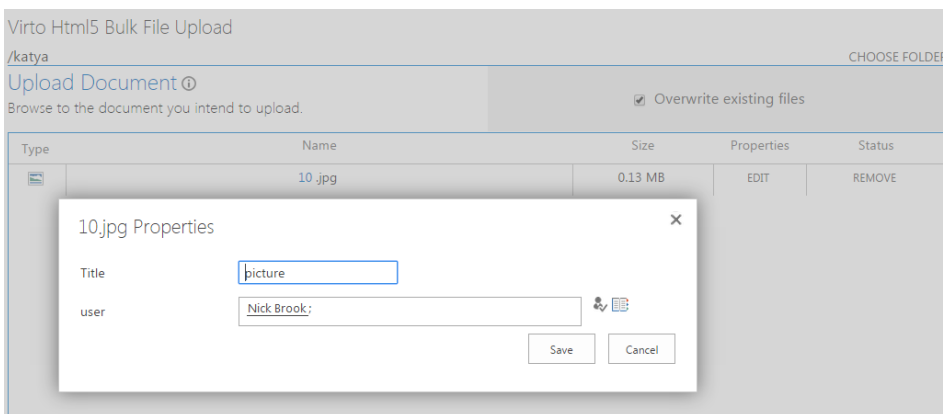 Virto Html5 Bulk File Upload
/katya CHOOSE FOLDER
Upload Document
Browse to the document you intend to upload.
Overwrite existing files
Type Name Size Properties Status
10 .jpg 0.13 MB EDIT REMOVE
10.jpg Properties
Title picture
user Nick Brook ;
Save Cancel